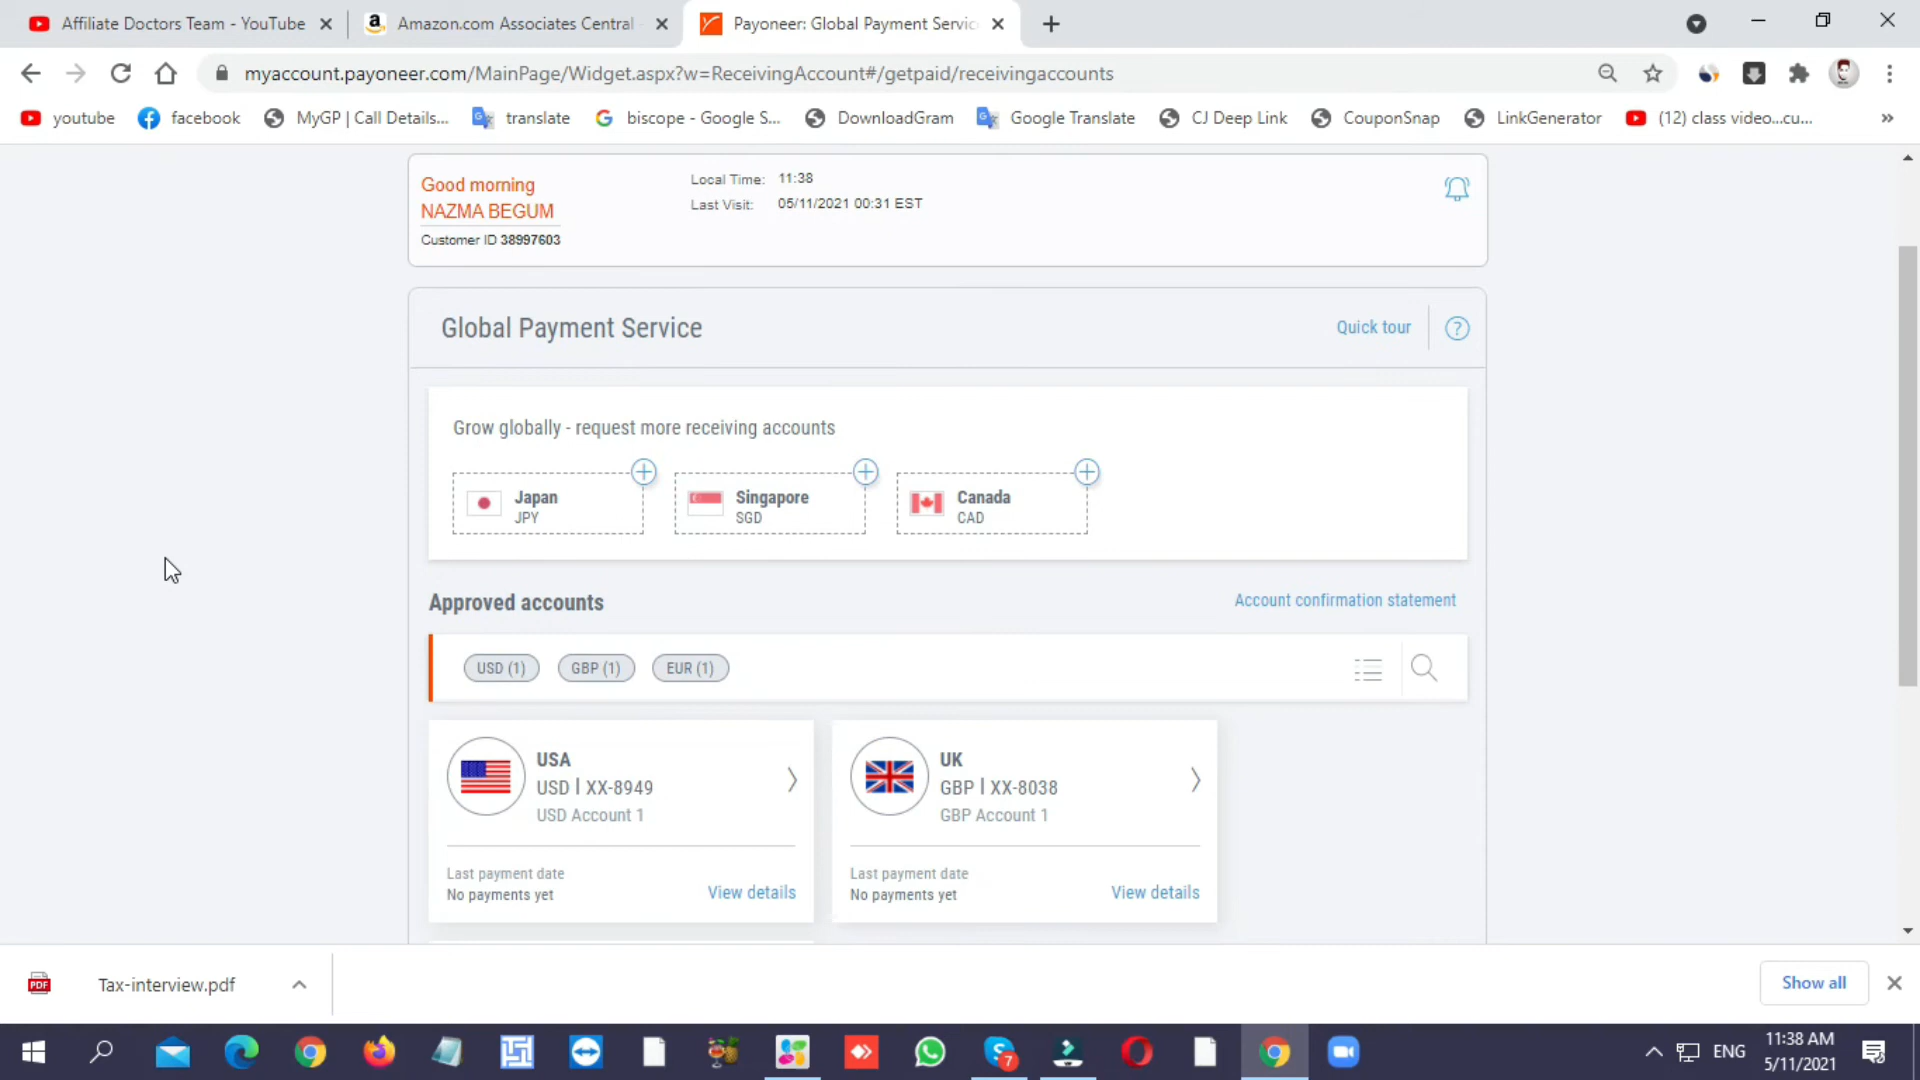 Affiliate Doctors Team - YouTube
Amazon.com Associates Central
Payoneer: Global Payment Servic
myaccount.payoneer.com/MainPage/Widget.aspx?w=ReceivingAccount#/getpaid/receivingaccounts
youtube
facebook
MyGP | Call Details...
translate
biscope - Google S...
DownloadGram
Google Translate
CJ Deep Link
CouponSnap
LinkGenerator
(12) class video...cu...
»
Good morning
NAZMA BEGUM
Customer ID 38997603
Local Time: 11:38
Last Visit: 05/11/2021 00:31 EST
Global Payment Service
Quick tour
?
Grow globally - request more receiving accounts
Japan
JPY
Singapore
SGD
Canada
CAD
Approved accounts
Account confirmation statement
USD (1)
GBP (1)
EUR (1)
USA
USD | XX-8949
USD Account 1
Last payment date
No payments yet
View details
UK
GBP | XX-8038
GBP Account 1
Last payment date
No payments yet
View details
PDF
Tax-interview.pdf
Show all
7
ENG
11:38 AM
5/11/2021